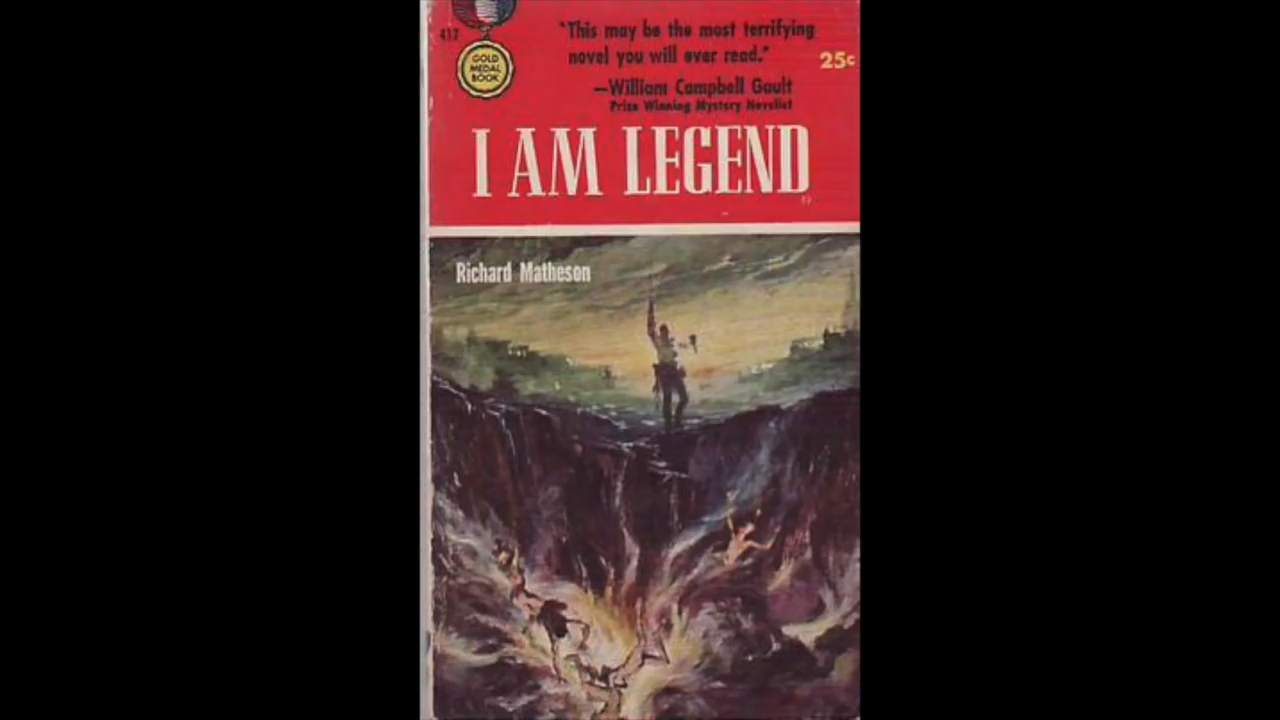 417
GOLD
MEDAL
BOOK
"This may be the most terrifying
novel you will ever read."
25¢
—William Campbell Gault
Prize Winning Mystery Novelist
I AM LEGEND
Richard Matheson